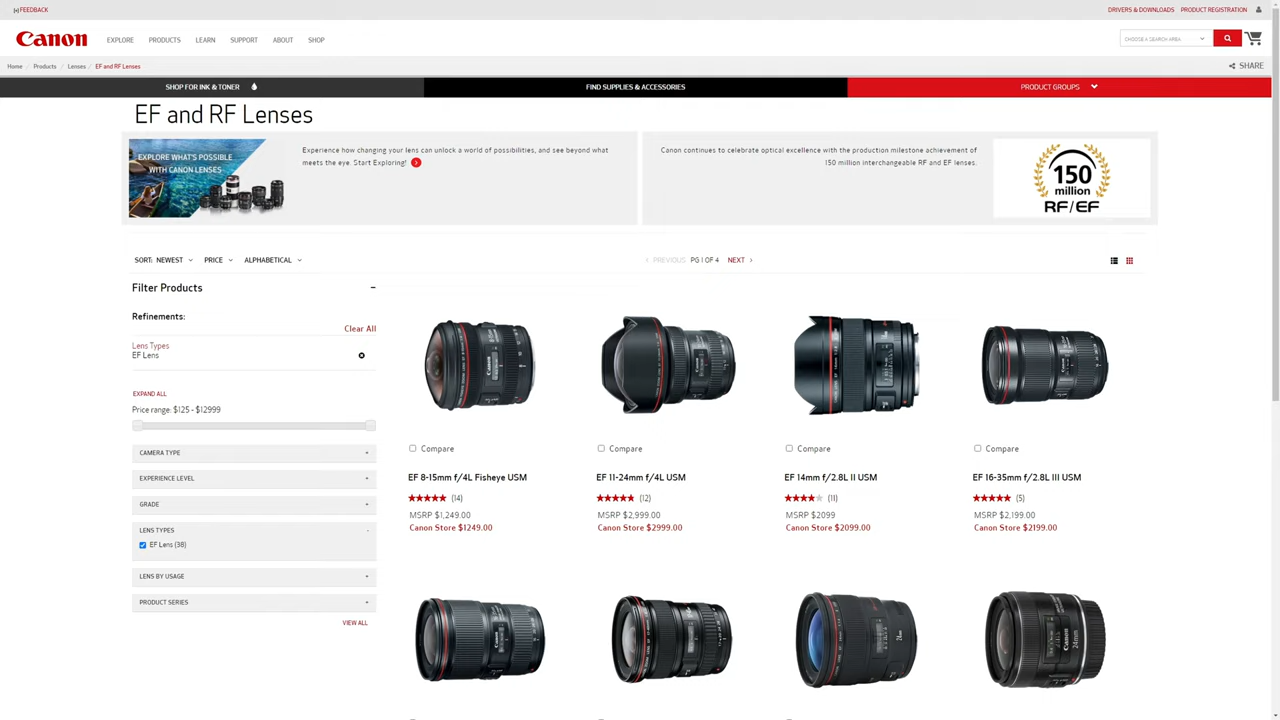 [+] FEEDBACK
DRIVERS & DOWNLOADS PRODUCT REGISTRATION
Canon
EXPLORE PRODUCTS LEARN SUPPORT ABOUT SHOP
CHOOSE A SEARCH AREA
Home / Products / Lenses / EF and RF Lenses
SHARE
SHOP FOR INK & TONER
FIND SUPPLIES & ACCESSORIES
PRODUCT GROUPS
EF and RF Lenses
EXPLORE WHAT'S POSSIBLE
WITH CANON LENSES
Experience how changing your lens can unlock a world of possibilities, and see beyond what
meets the eye. Start Exploring!
Canon continues to celebrate optical excellence with the production milestone achievement of
150 million interchangeable RF and EF lenses.
150
million
RF/EF
SORT: NEWEST PRICE ALPHABETICAL
PREVIOUS PG 1 OF 4 NEXT
Filter Products
Refinements:
Clear All
Lens Types
EF Lens
EXPAND ALL
Price range: $125 - $12999
CAMERA TYPE +
EXPERIENCE LEVEL +
GRADE +
LENS TYPES -
EF Lens (38)
LENS BY USAGE +
PRODUCT SERIES +
VIEW ALL
Compare
EF 8-15mm f/4L Fisheye USM
(14)
MSRP $1,249.00
Canon Store $1249.00
Compare
EF 11-24mm f/4L USM
(12)
MSRP $2,999.00
Canon Store $2999.00
Compare
EF 14mm f/2.8L II USM
(11)
MSRP $2099
Canon Store $2099.00
Compare
EF 16-35mm f/2.8L III USM
(5)
MSRP $2,199.00
Canon Store $2199.00
Canon
24mm